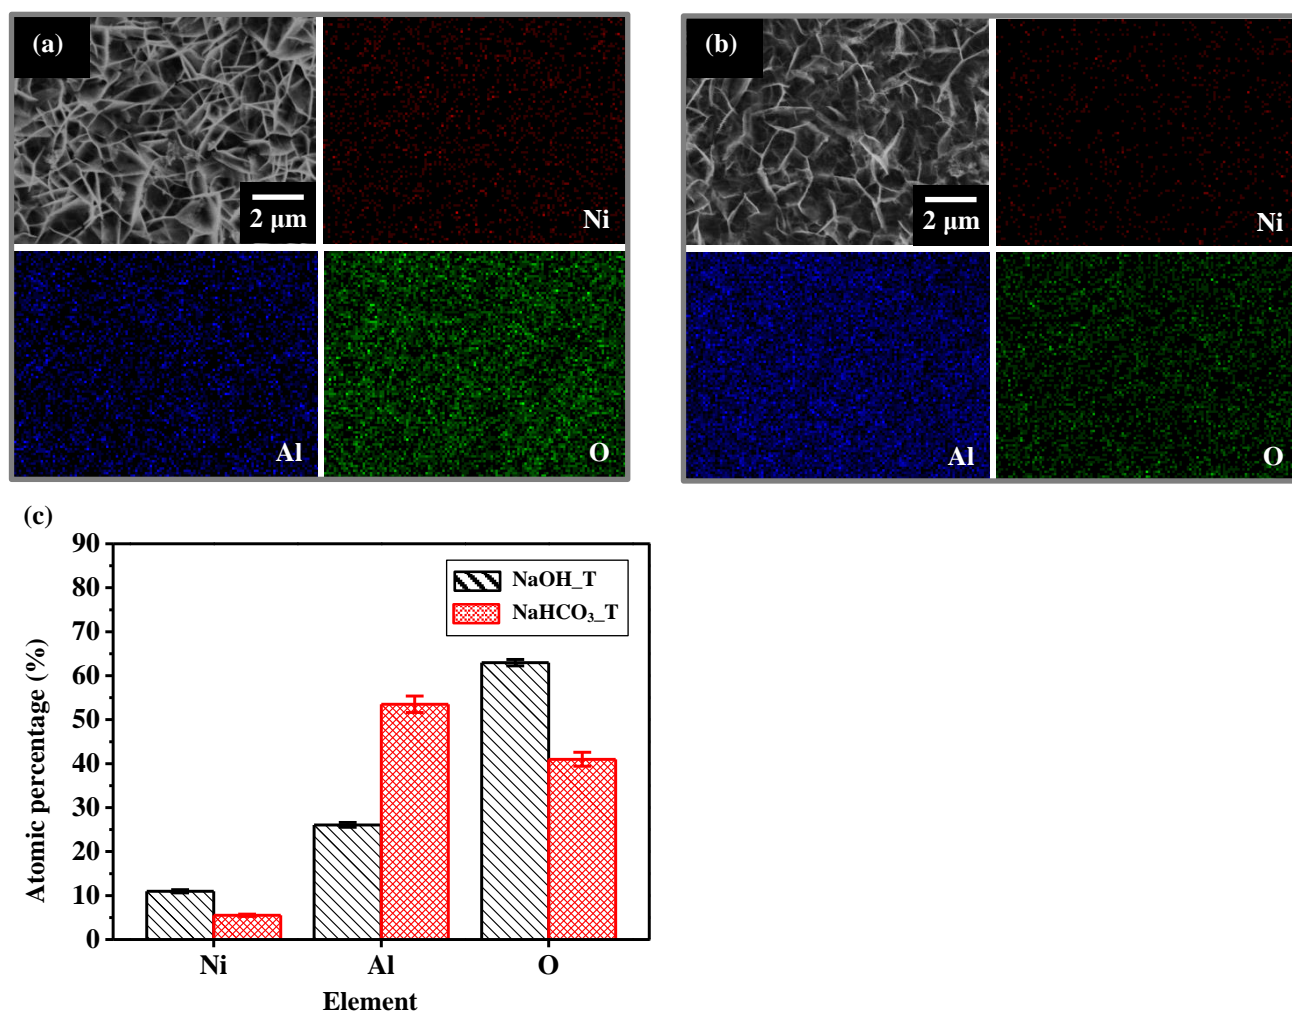 (a)
2 μm
Ni
Al
O
(b)
2 μm
Ni
Al
O
(c)
90
80
70
60
50
40
30
20
10
0
Atomic percentage (%)
NaOH_T
NaHCO₃_T
Ni
Al
O
Element